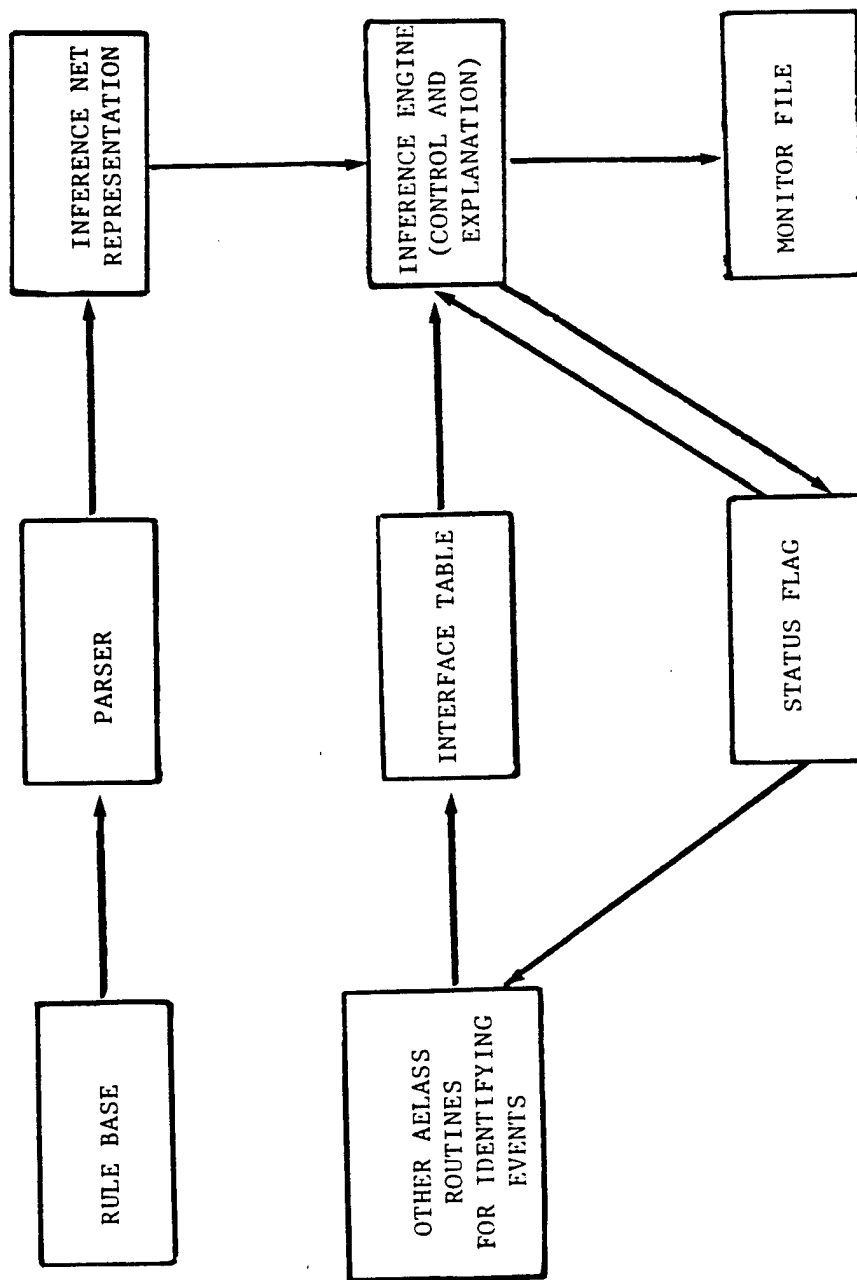 RULE BASE
PARSER
INFERENCE NET
REPRESENTATION
OTHER AELASS
ROUTINES
FOR IDENTIFYING
EVENTS
INTERFACE TABLE
INFERENCE ENGINE
(CONTROL AND
EXPLANATION)
STATUS FLAG
MONITOR FILE